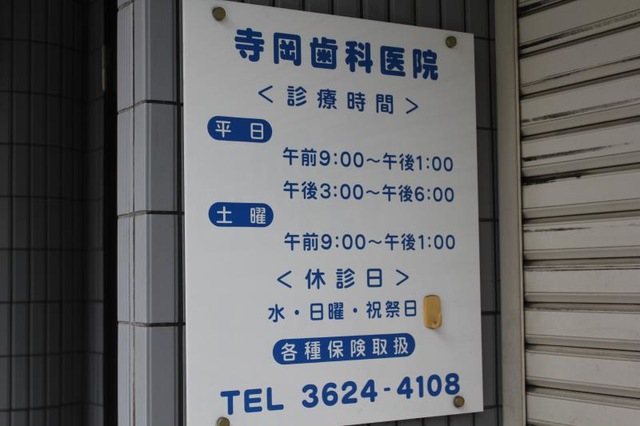 寺岡歯科医院
＜診療時間＞
平日
午前9:00～午後1:00
午後3:00～午後6:00
土曜
午前9:00～午後1:00
＜休診日＞
水・日曜・祝祭日
各種保険取扱
TEL 3624-4108